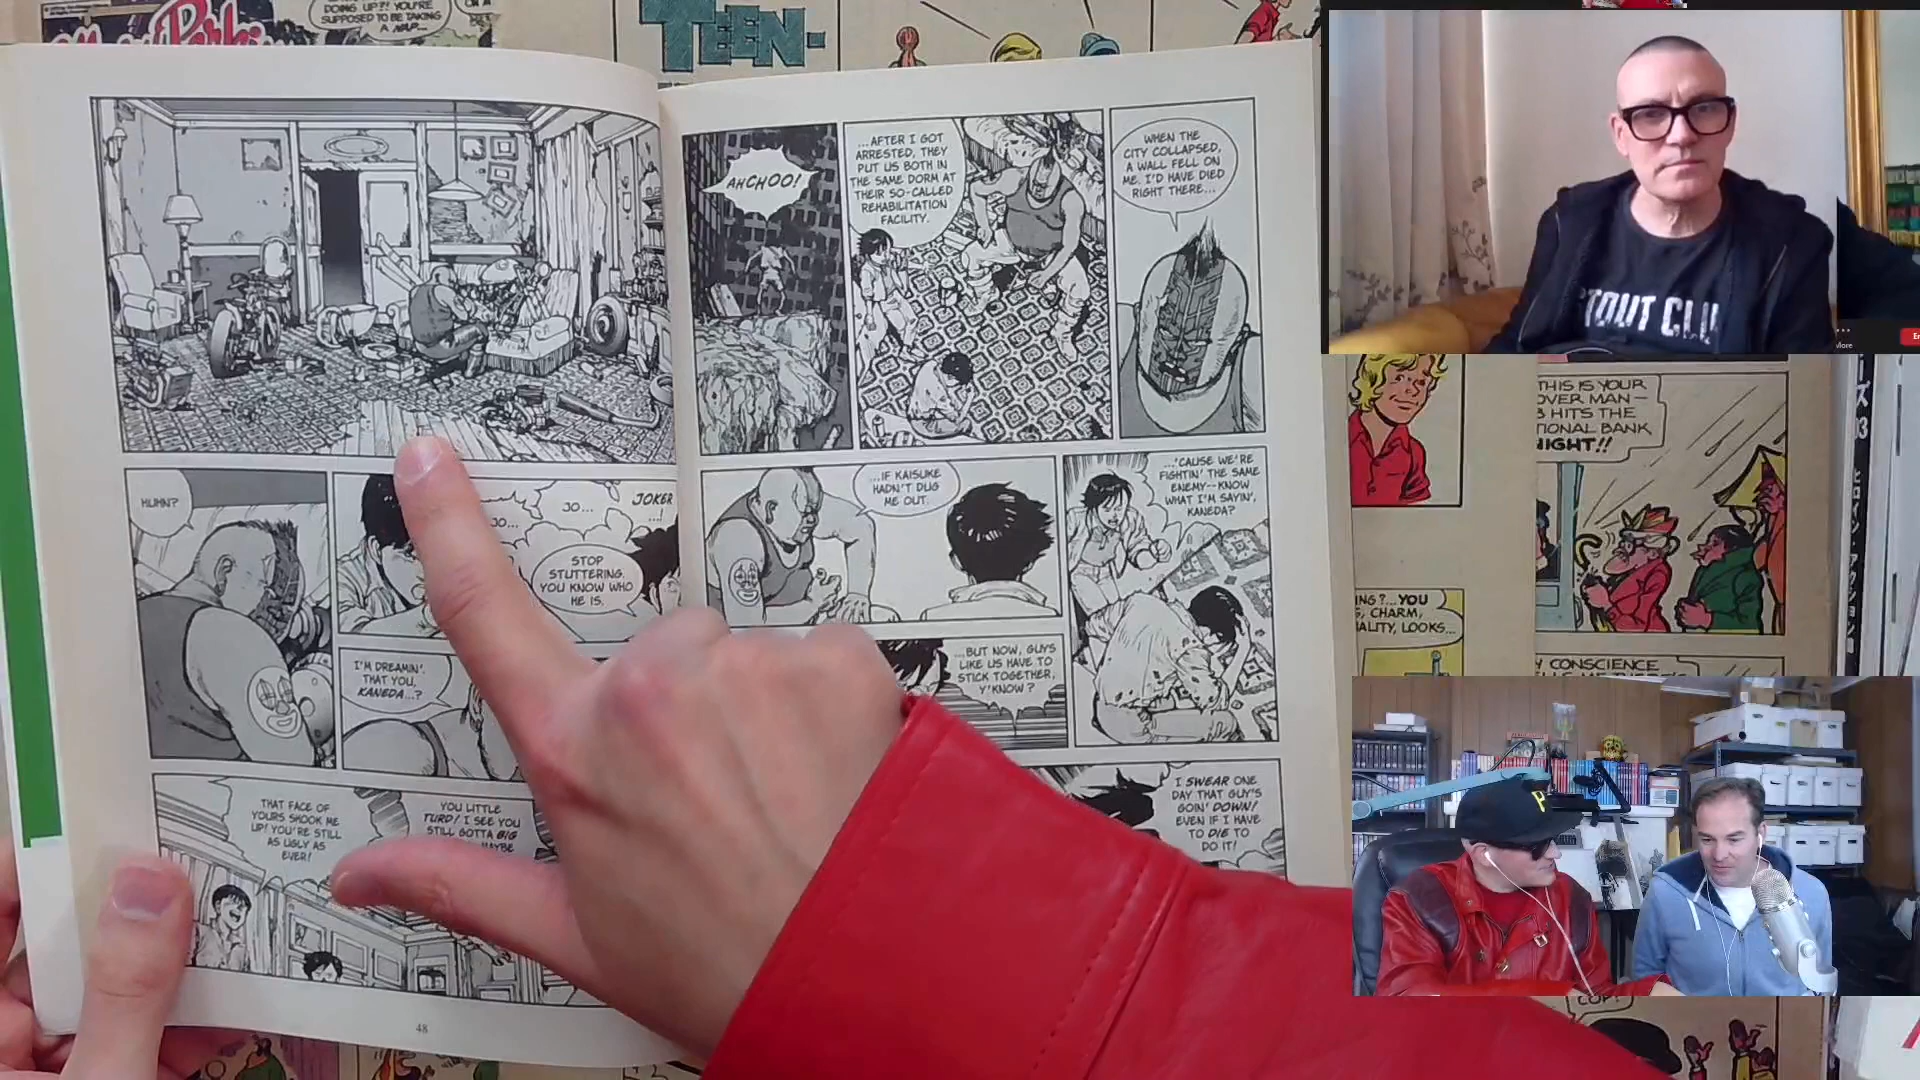 DOING UP?! YOU'RE
SUPPOSED TO BE TAKING
A NAP...
TEEN-
HUHN?
JO...
JO...
JOKER
...!
STOP
STUTTERING.
YOU KNOW WHO
HE IS.
I'M DREAMIN'.
THAT YOU,
KANEDA...?
THAT FACE OF
YOURS SHOOK ME
UP! YOU'RE STILL
AS UGLY AS
EVER!
YOU LITTLE
TURD! I SEE YOU
STILL GOTTA BIG
48
AHCHOO!
...AFTER I GOT
ARRESTED, THEY
PUT US BOTH IN
THE SAME DORM AT
THEIR SO-CALLED
REHABILITATION
FACILITY.
WHEN THE
CITY COLLAPSED,
A WALL FELL ON
ME. I'D HAVE DIED
RIGHT THERE...
...IF KAISUKE
HADN'T DUG
ME OUT.
...'CAUSE WE'RE
FIGHTIN' THE SAME
ENEMY--KNOW
WHAT I'M SAYIN',
KANEDA?
...BUT NOW, GUYS
LIKE US HAVE TO
STICK TOGETHER,
Y'KNOW?
I SWEAR ONE
DAY THAT GUY'S
GOIN' DOWN!
EVEN IF I HAVE
TO DIE TO
DO IT!
TOUT CLU
More
THIS IS YOUR
OVER MAN—
HITS THE
TIONAL BANK
NIGHT!!
ING?...YOU
CHARM,
ALITY, LOOKS...
CONSCIENCE
P
COP!